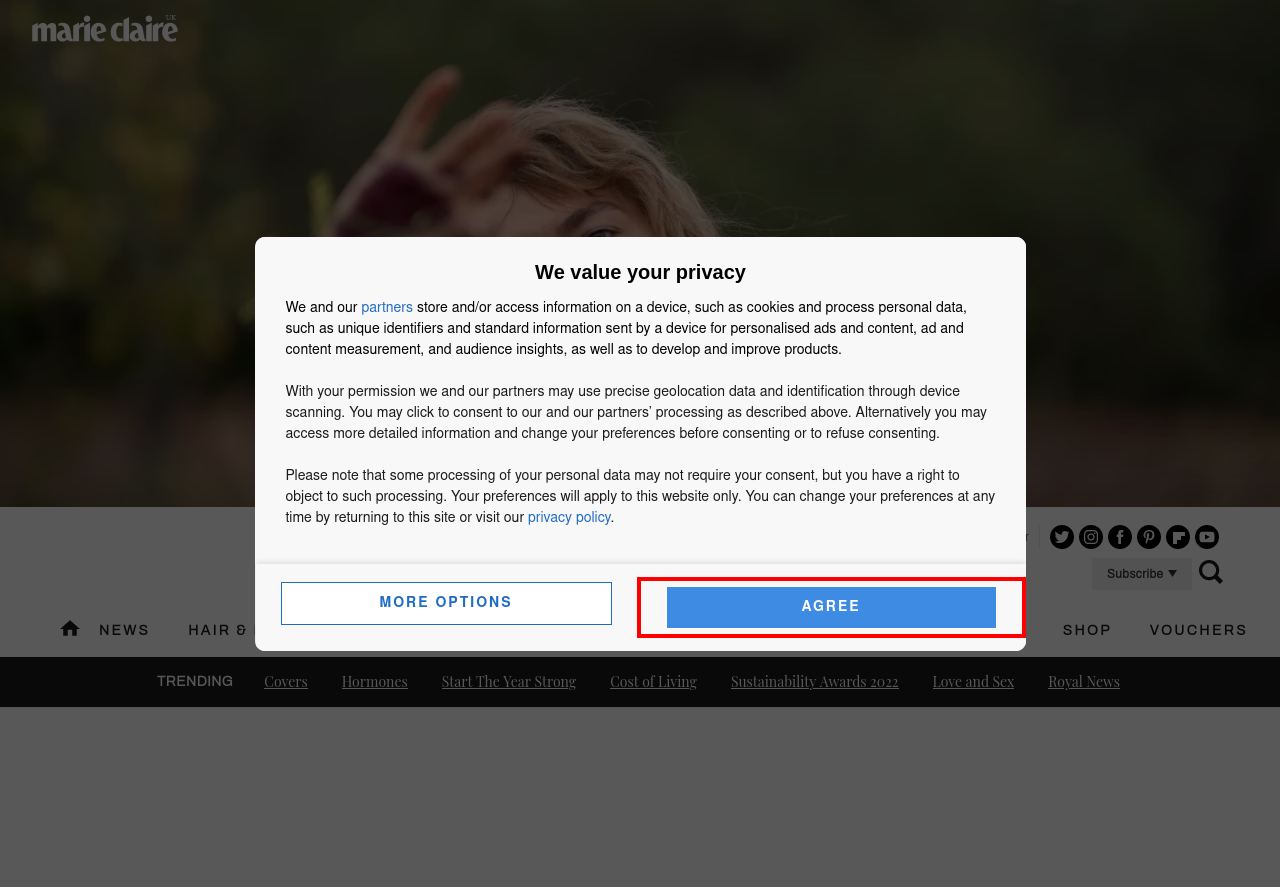 marie claire UK
We value your privacy
We and our partners store and/or access information on a device, such as cookies and process personal data,
such as unique identifiers and standard information sent by a device for personalised ads and content, ad and
content measurement, and audience insights, as well as to develop and improve products.
With your permission we and our partners may use precise geolocation data and identification through device
scanning. You may click to consent to our and our partners’ processing as described above. Alternatively you may
access more detailed information and change your preferences before consenting or to refuse consenting.
Please note that some processing of your personal data may not require your consent, but you have a right to
object to such processing. Your preferences will apply to this website only. You can change your preferences at any
time by returning to this site or visit our privacy policy.
MORE OPTIONS AGREE
Subscribe
NEWS HAIR & SHOP VOUCHERS
TRENDING Covers Hormones Start The Year Strong Cost of Living Sustainability Awards 2022 Love and Sex Royal News